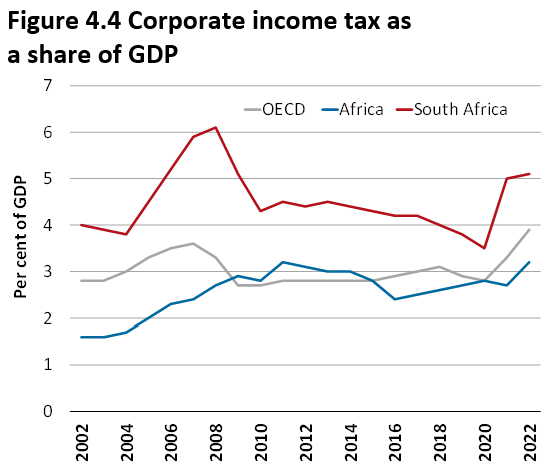 Figure 4.4 Corporate income tax as
a share of GDP
Per cent of GDP
7
6
5
4
3
2
1
0
OECD Africa South Africa
2002 2004 2006 2008 2010 2012 2014 2016 2018 2020 2022